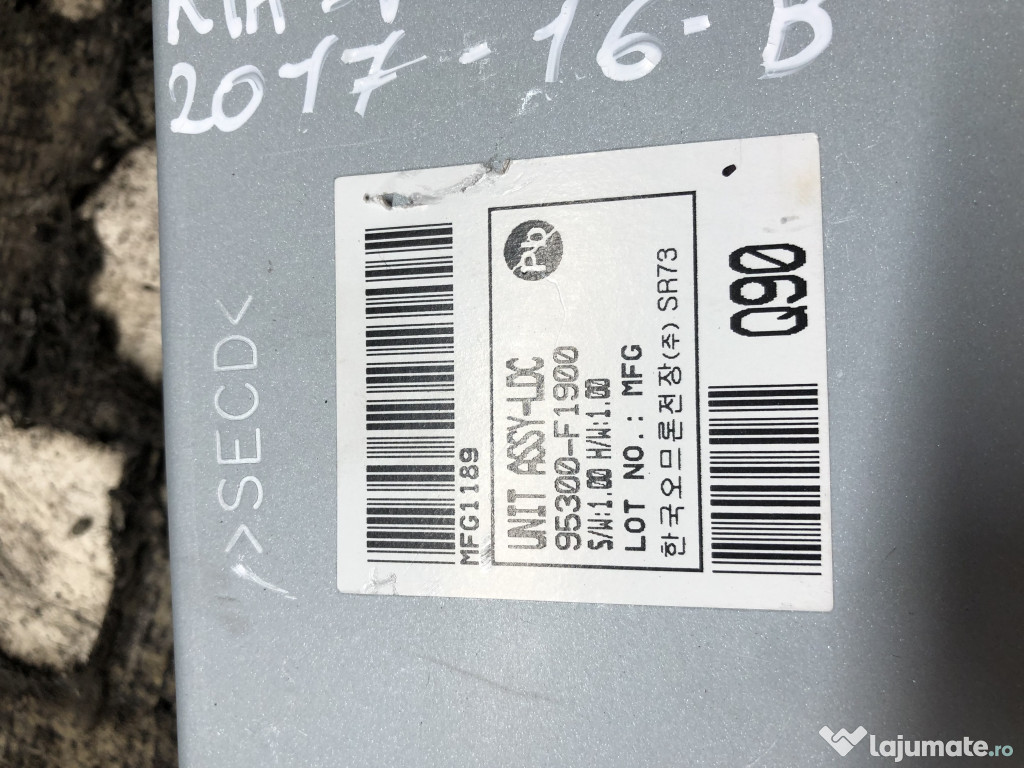 2017-16-B
>SECD<
MFG1189
Pb
UNIT ASSY-LDC
95300-F1900
S/W:1.00 H/W:1.00
LOT NO.: MFG
한국오므론전장(주) SR73
Q90
lajumate.ro